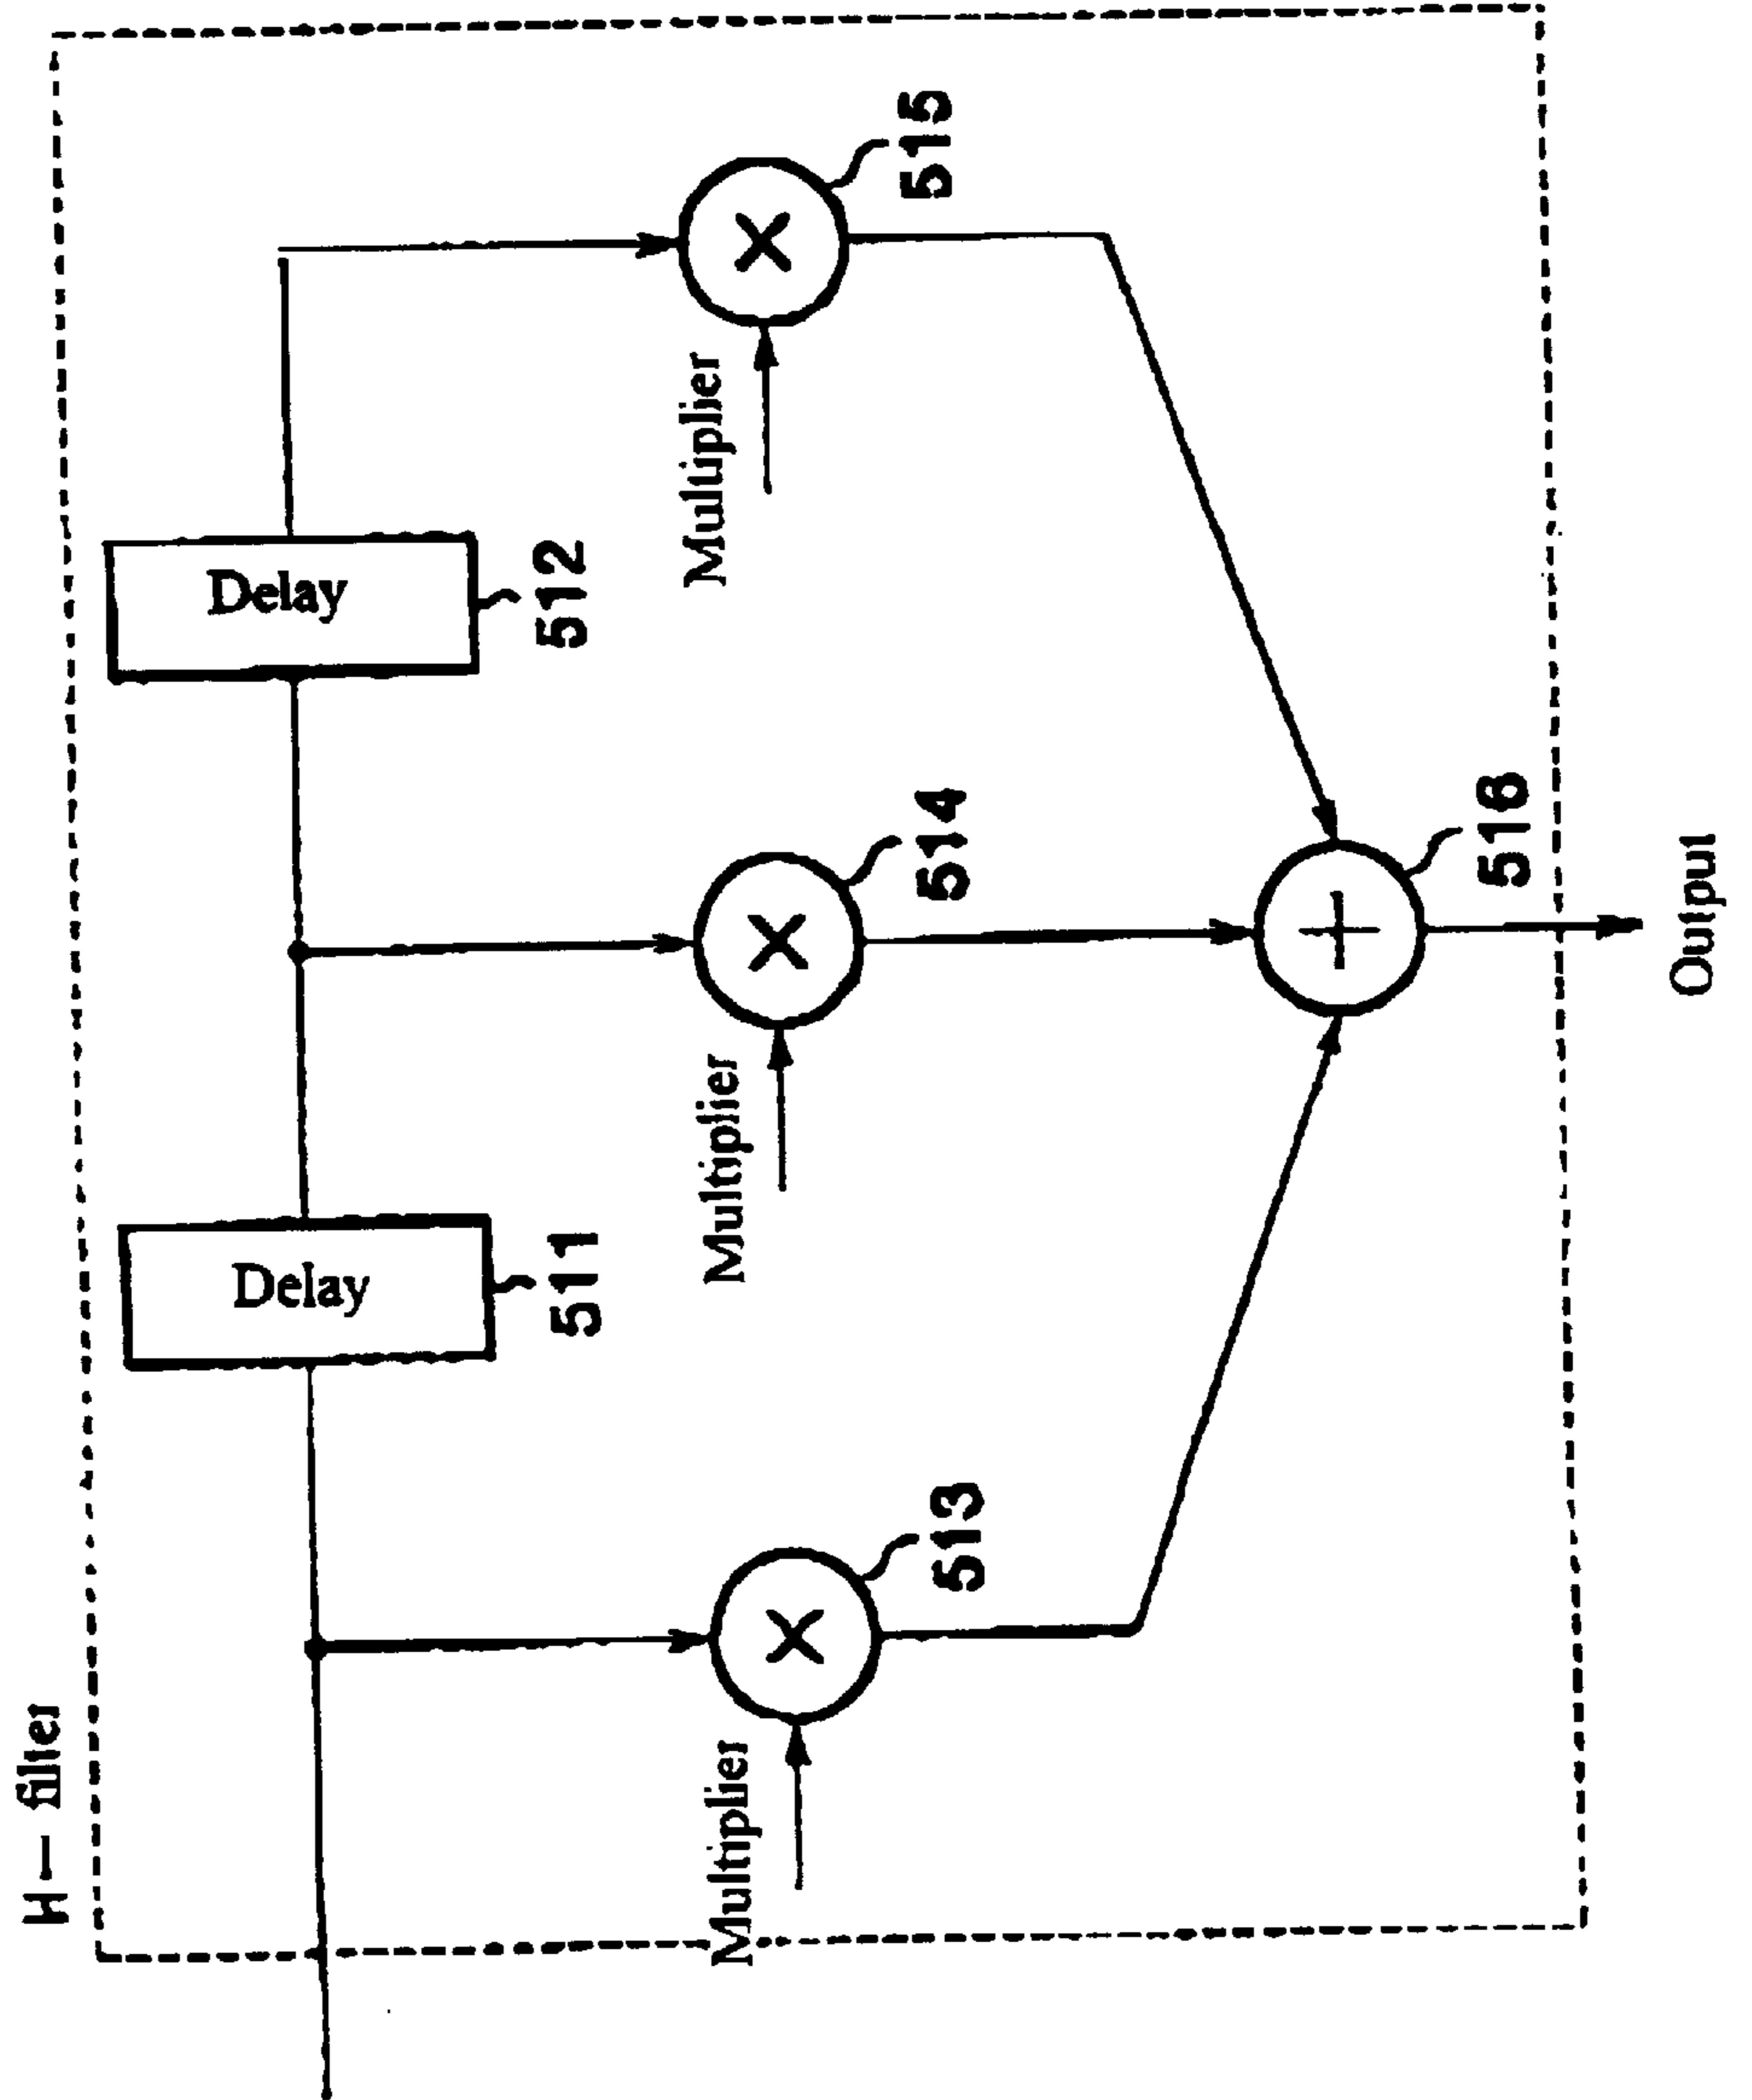 H – filter
Delay
511
Delay
512
Multiplier
513
Multiplier
514
Multiplier
515
516
Output